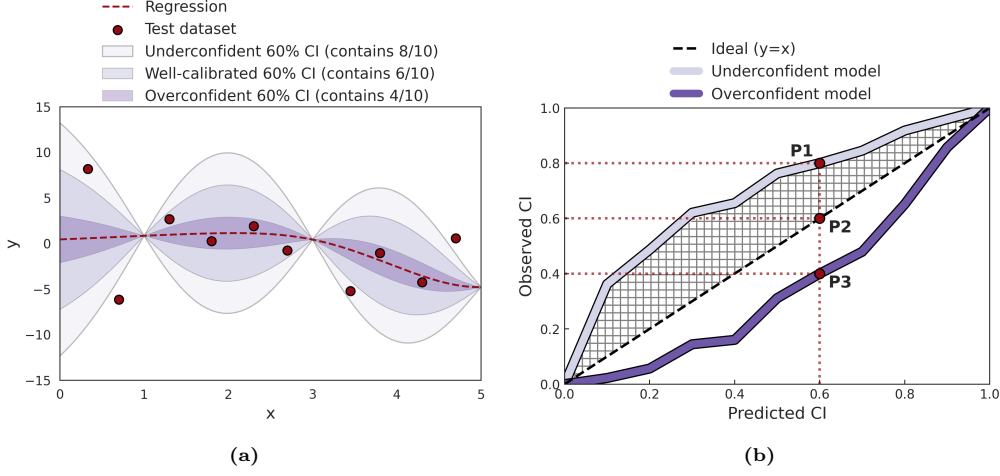 Regression
Test dataset
Underconfident 60% CI (contains 8/10)
Well-calibrated 60% CI (contains 6/10)
Overconfident 60% CI (contains 4/10)
15
10
5
0
−5
−10
−15
y
0
1
2
3
4
5
x
(a)
Ideal (y=x)
Underconfident model
Overconfident model
1.0
0.8
0.6
0.4
0.2
0.0
Observed CI
P1
P2
P3
0.0
0.2
0.4
0.6
0.8
1.0
Predicted CI
(b)